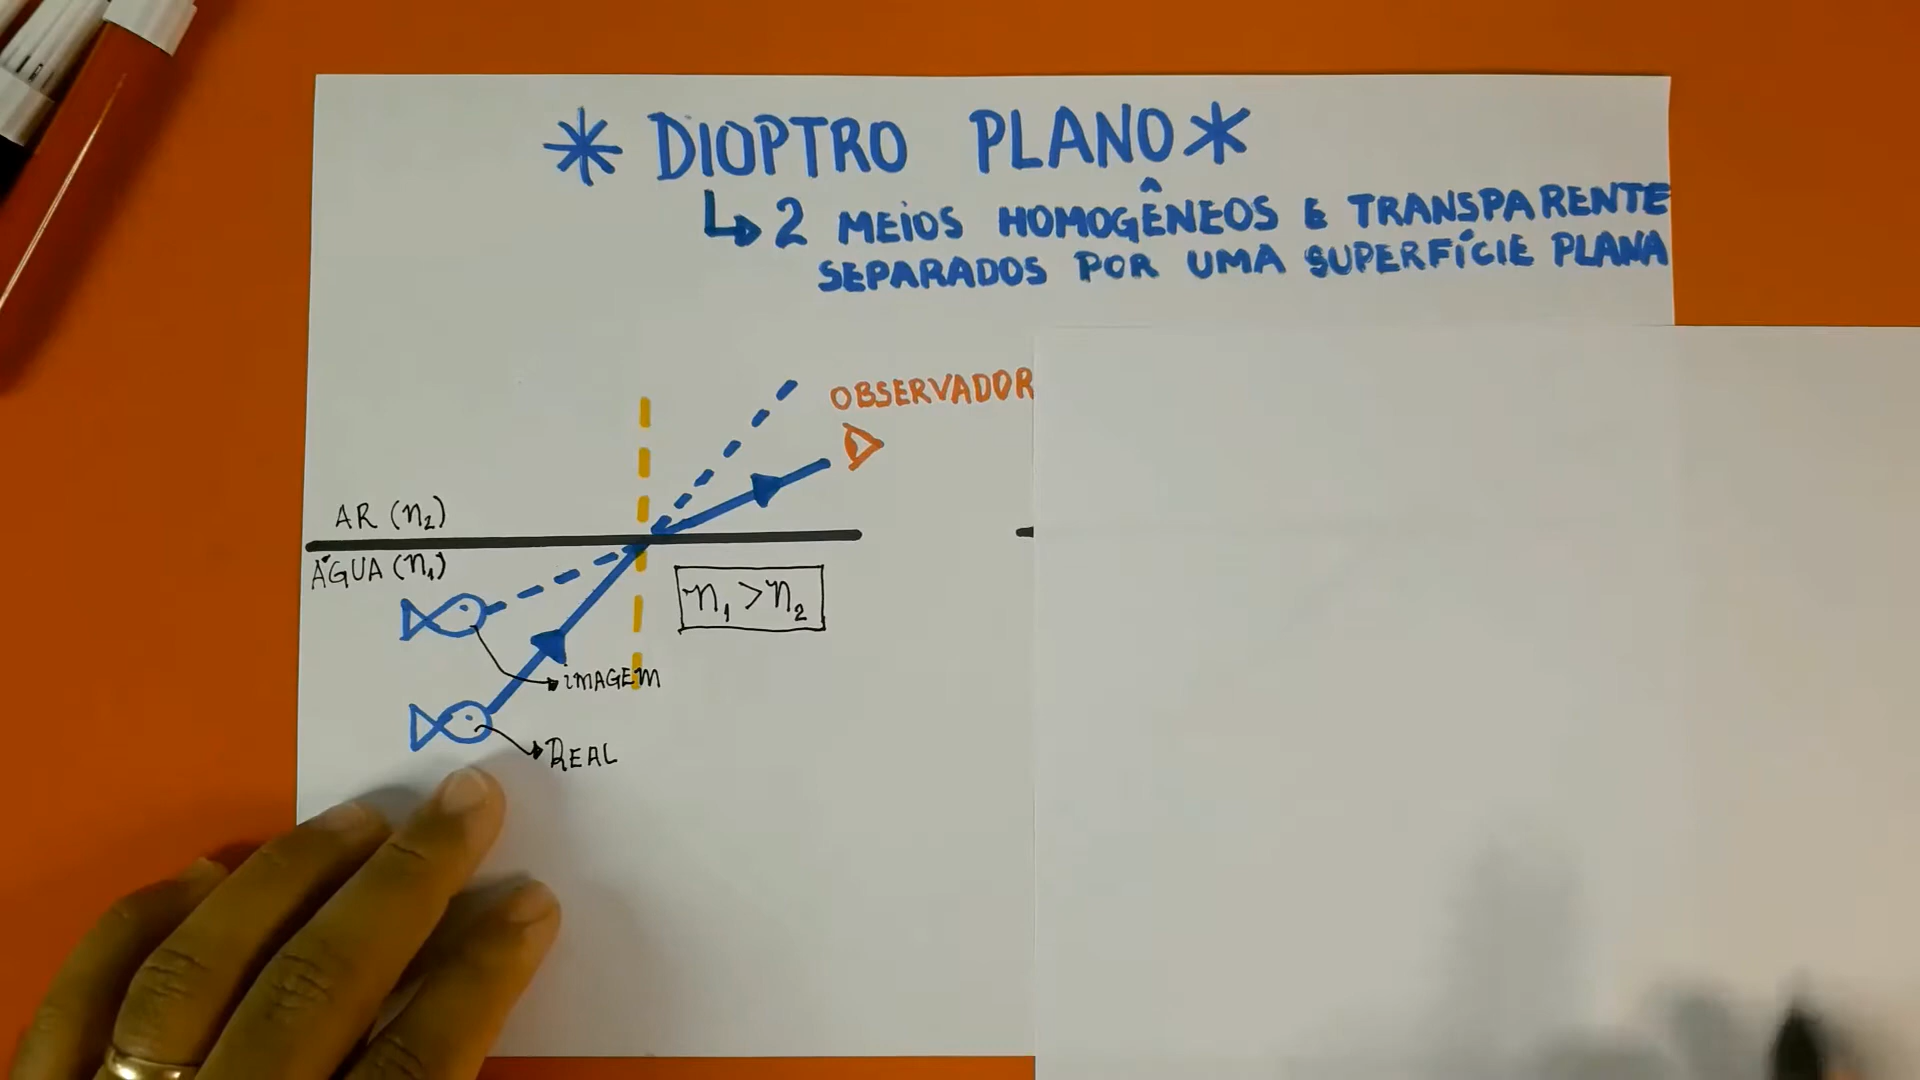 * DIOPTRO PLANO *
↳ 2 MEIOS HOMOGÊNEOS E TRANSPARENTE
SEPARADOS POR UMA SUPERFÍCIE PLANA
OBSERVADOR
AR (n₂)
ÁGUA (n₁)
n₁ > n₂
IMAGEM
REAL